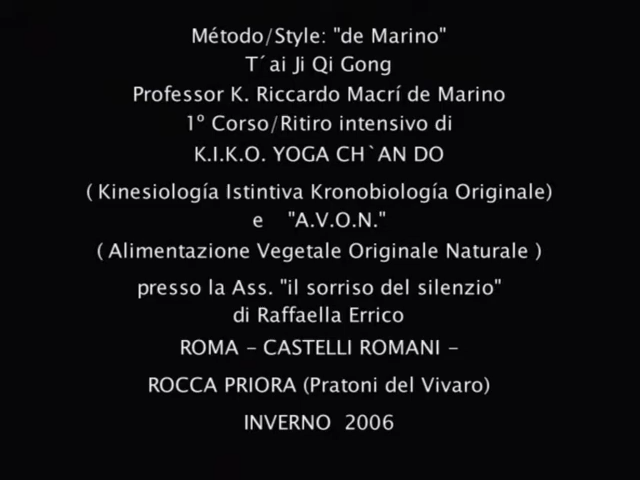 Método/Style: "de Marino"
T´ai Ji Qi Gong
Professor K. Riccardo Macrí de Marino
1º Corso/Ritiro intensivo di
K.I.K.O. YOGA CH`AN DO
( Kinesiología Istintiva Kronobiología Originale)
e "A.V.O.N."
( Alimentazione Vegetale Originale Naturale )
presso la Ass. "il sorriso del silenzio"
di Raffaella Errico
ROMA - CASTELLI ROMANI -
ROCCA PRIORA (Pratoni del Vivaro)
INVERNO 2006